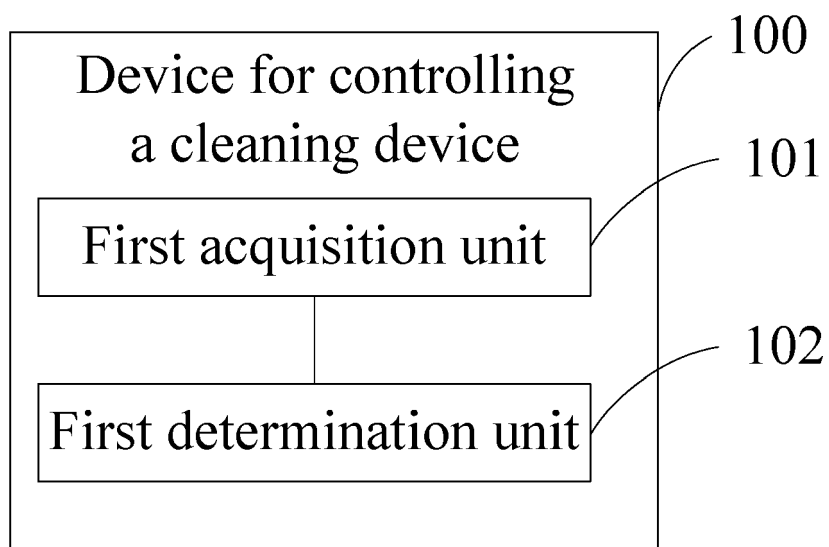 100
Device for controlling
a cleaning device
101
First acquisition unit
102
First determination unit